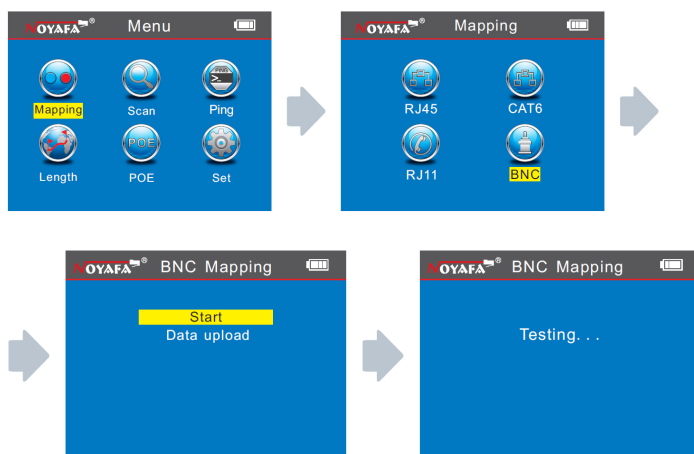 NOYAFA® Menu
Mapping Scan Ping
PING
>_
POE
Length POE Set
NOYAFA® Mapping
RJ45 CAT6
RJ11 BNC
NOYAFA® BNC Mapping
Start
Data upload
NOYAFA® BNC Mapping
Testing. . .